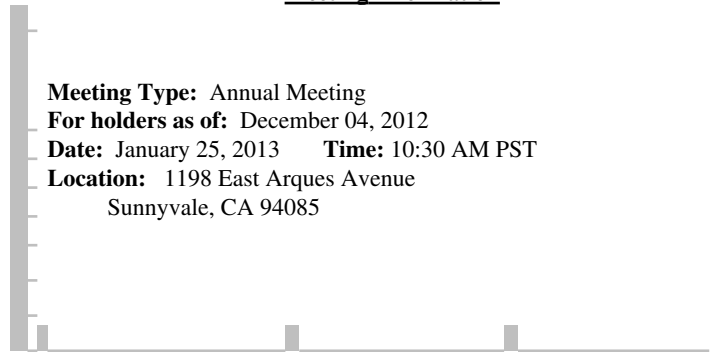 Meeting Type: Annual Meeting
For holders as of: December 04, 2012
Date: January 25, 2013 Time: 10:30 AM PST
Location: 1198 East Arques Avenue
Sunnyvale, CA 94085